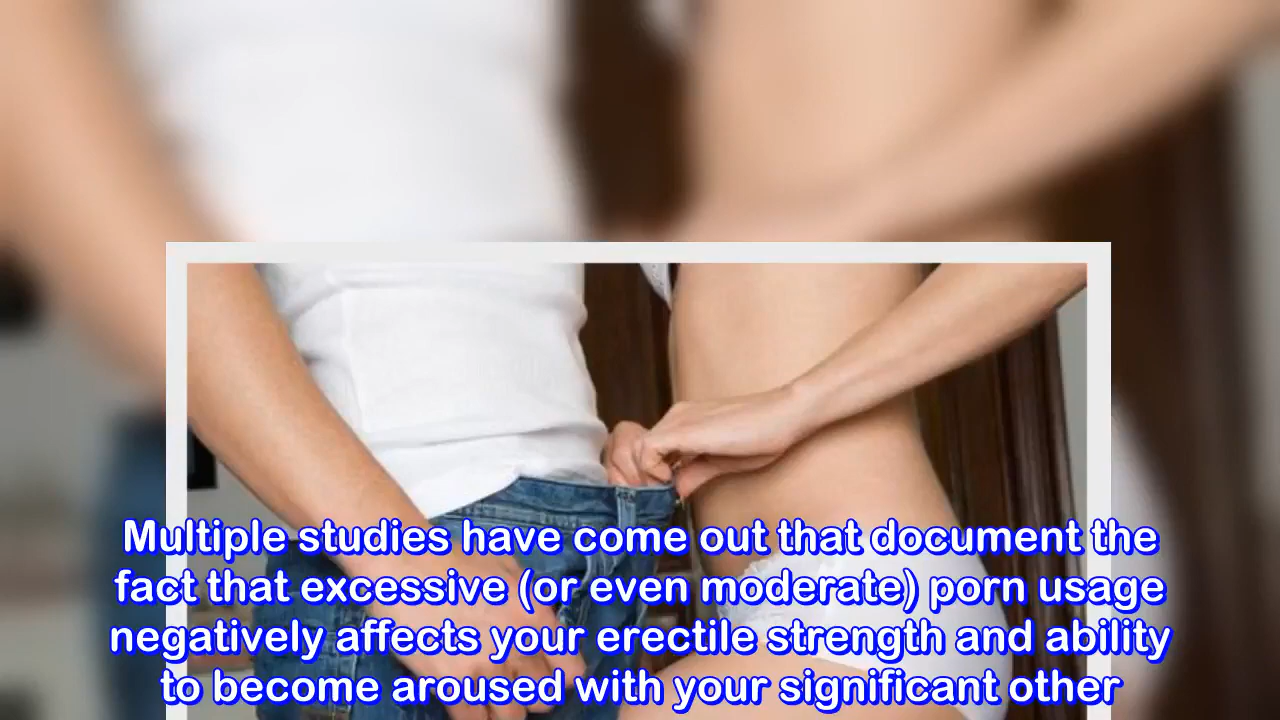 Multiple studies have come out that document the
fact that excessive (or even moderate) porn usage
negatively affects your erectile strength and ability
to become aroused with your significant other